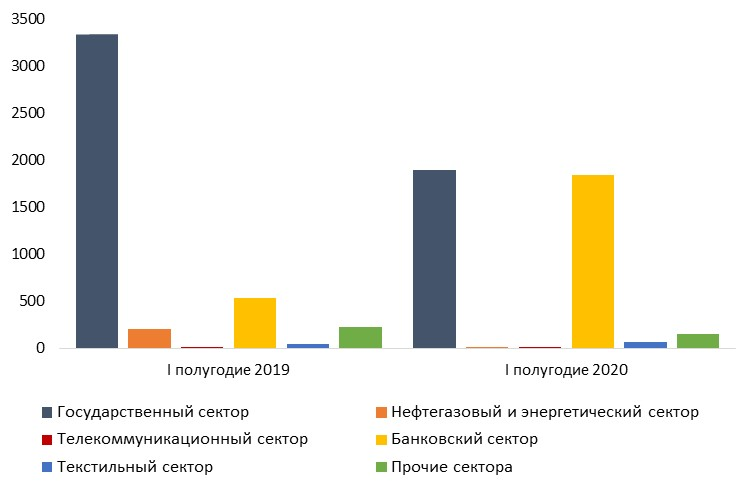 3500
3000
2500
2000
1500
1000
500
0
I полугодие 2019
I полугодие 2020
Государственный сектор
Нефтегазовый и энергетический сектор
Телекоммуникационный сектор
Банковский сектор
Текстильный сектор
Прочие сектора